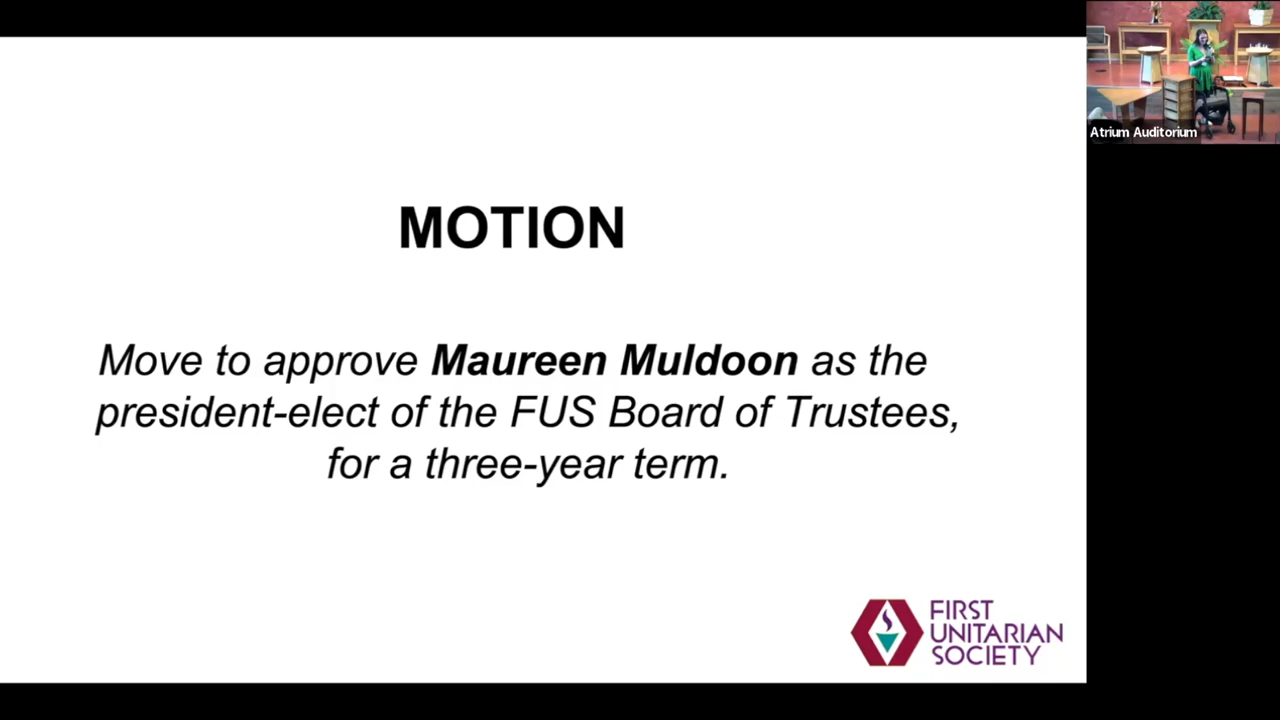 MOTION
Move to approve Maureen Muldoon as the
president-elect of the FUS Board of Trustees,
for a three-year term.
FIRST
UNITARIAN
SOCIETY
Atrium Auditorium